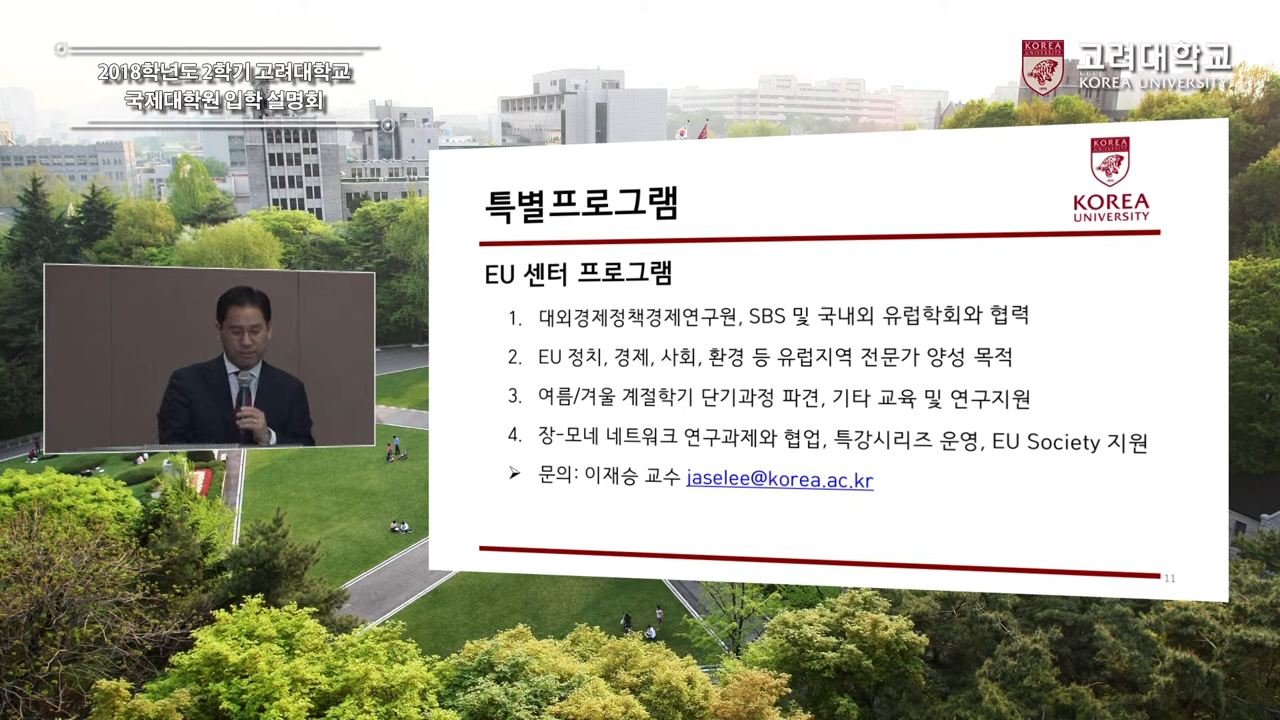 2018학년도 2학기 고려대학교
국제대학원 입학 설명회
KOREA
고려대학교
KOREA UNIVERSITY
KOREA
KOREA
UNIVERSITY
특별프로그램
EU 센터 프로그램
1. 대외경제정책경제연구원, SBS 및 국내외 유럽학회와 협력
2. EU 정치, 경제, 사회, 환경 등 유럽지역 전문가 양성 목적
3. 여름/겨울 계절학기 단기과정 파견, 기타 교육 및 연구지원
4. 장-모네 네트워크 연구과제와 협업, 특강시리즈 운영, EU Society 지원
➢ 문의: 이재승 교수 jaselee@korea.ac.kr
11